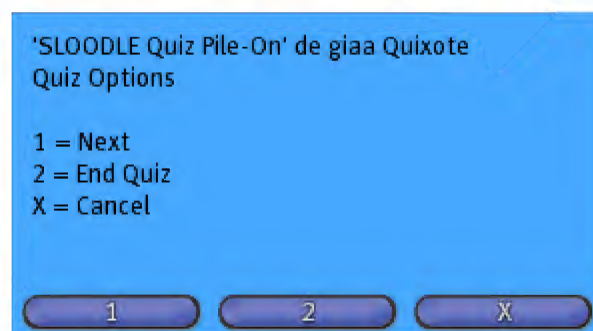 'SLOODLE Quiz Pile-On' de giaa Quixote
Quiz Options
1 = Next
2 = End Quiz
X = Cancel
1 2 X